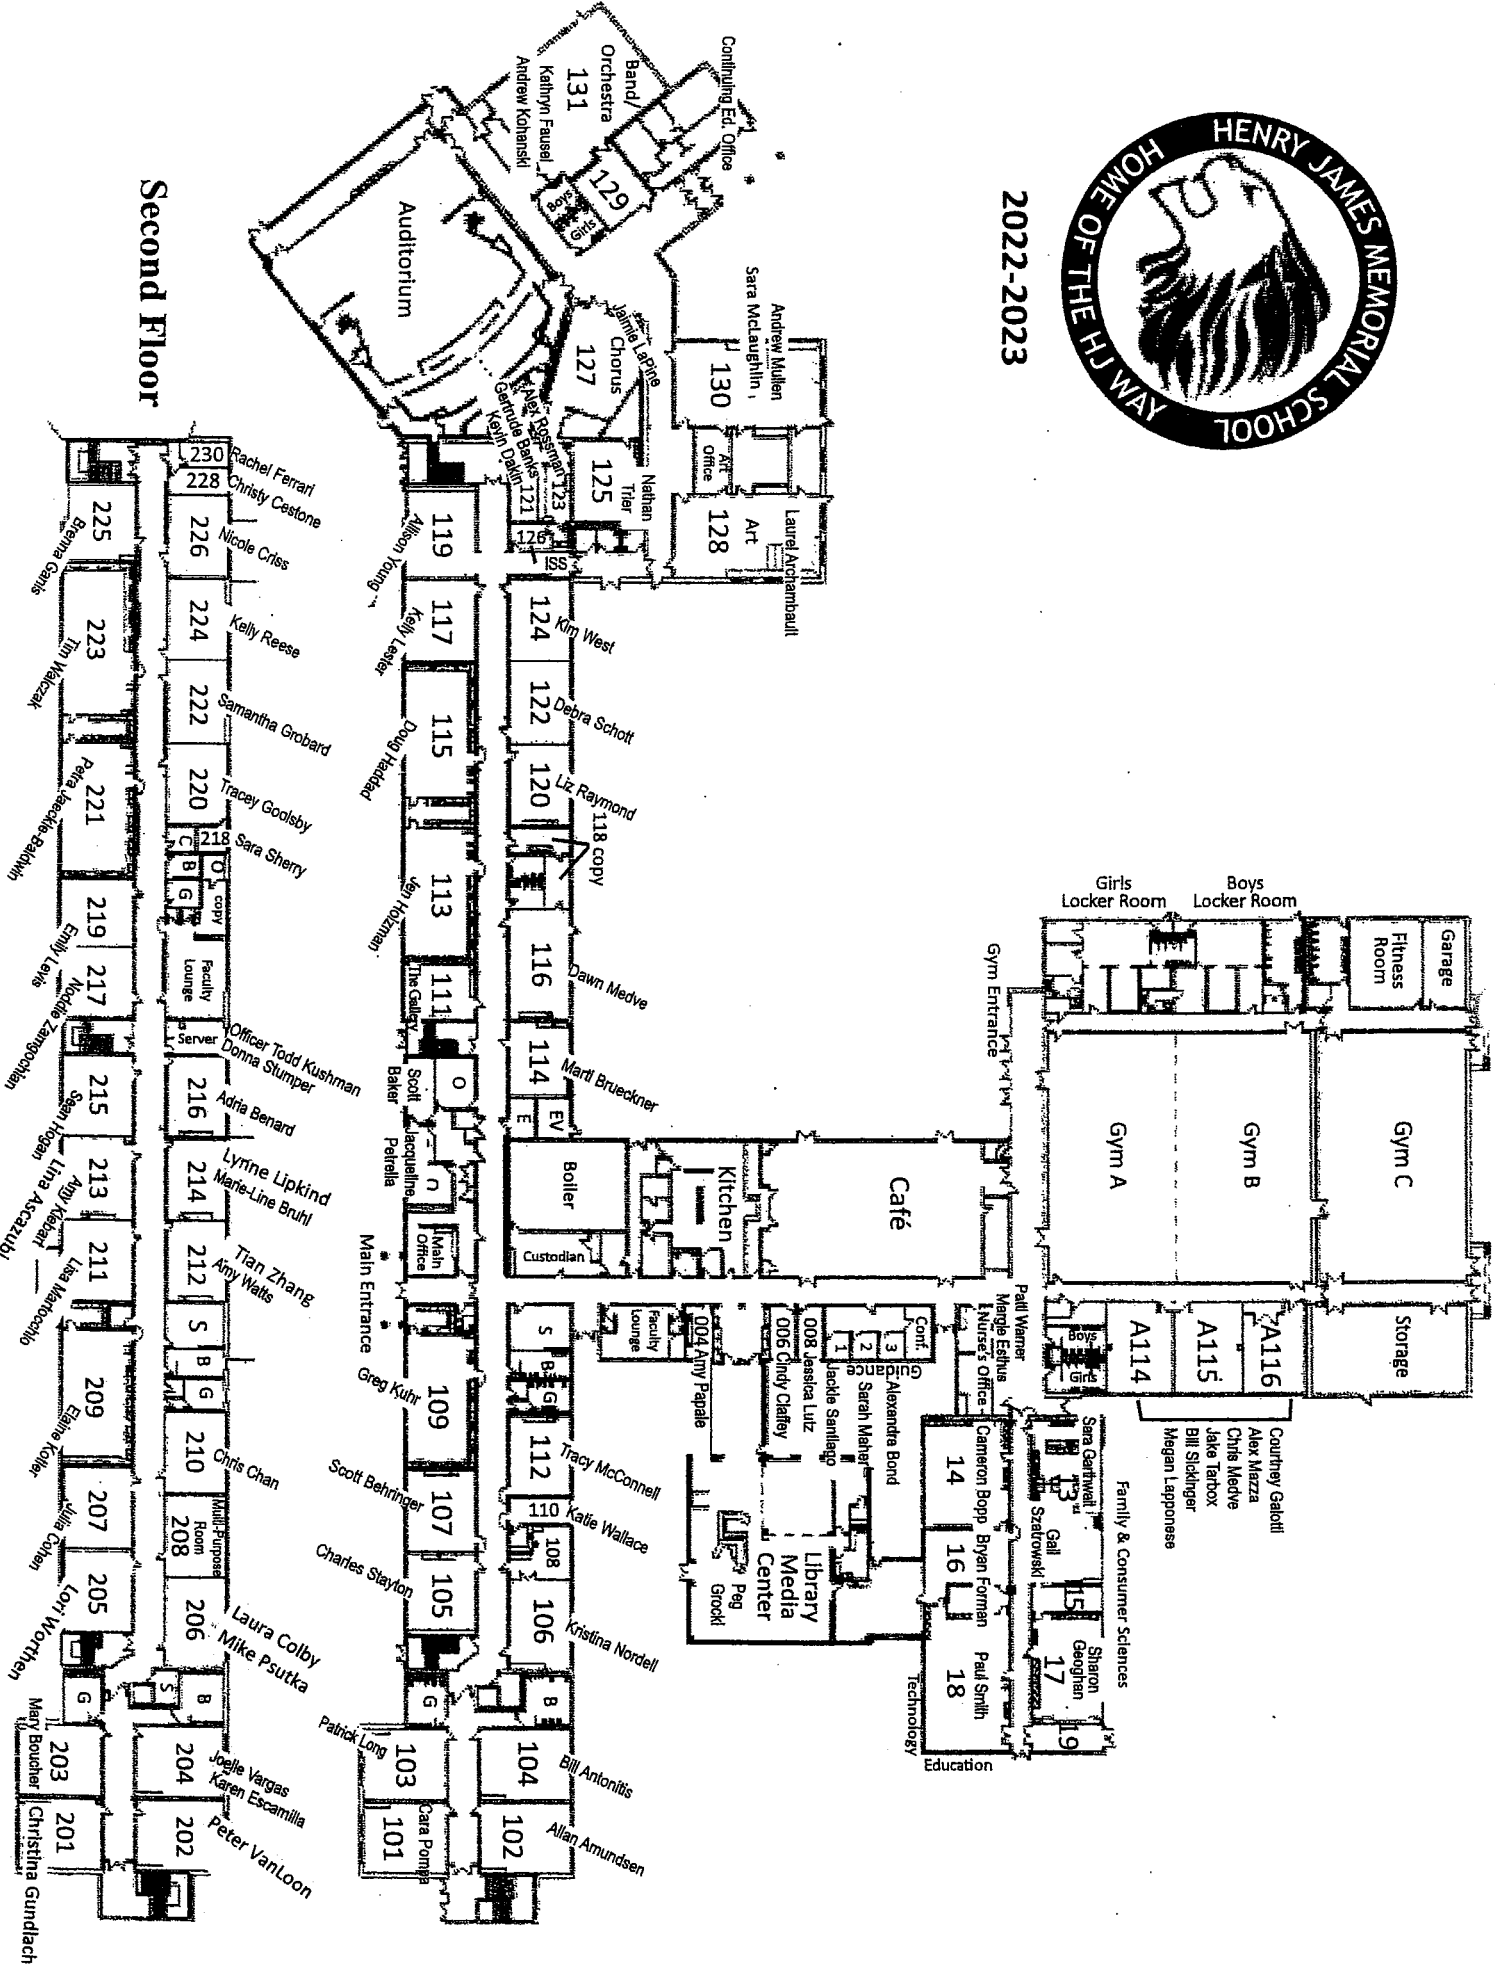 HENRY JAMES MEMORIAL SCHOOL
HOME OF THE HJ WAY
2022-2023
Continuing Ed. Office
Band/
Orchestra
131
Kathryn Fausel
Andrew Kohanski
129
Boys
Girls
Auditorium
Jaimie LaPine
Chorus
127
Andrew Mullen
Sara McLaughlin
130
Art
Office
Laurel Archambault
Art
128
Nathan
Trier
125
Alex Rossman 123
Gertrude Banks
Kevin Dakin 121
126
ISS
119
Allison Young
117
Kelly Lester
115
Doug Haddad
113
Jen Holzman
111
The Gallery
124
Kim West
122
Debra Schott
120
Liz Raymond
118 copy
116
Dawn Medve
114
Marti Brueckner
E
EV
O
Scott
Baker
Jacqueline
Petrella
Main
Office
Main Entrance
Boiler
Custodian
Kitchen
Café
Girls
Locker Room
Boys
Locker Room
Fitness
Room
Garage
Gym Entrance
Gym A
Gym B
Gym C
Storage
A114
A115
A116
Boys
Girls
Courtney Galotti
Alex Mazza
Chris Medve
Jake Tarbox
Bill Sickinger
Megan Lapponese
Patti Warner
Margie Esthus
Nurse's Office
Conf.
3
2
1
Guidance
Alexandra Bond
Sarah Maher
Jackie Santiago
008 Jessica Lutz
006 Cindy Claffey
004 Amy Papale
Faculty
Lounge
Library
Media
Center
Peg
Grocki
Family & Consumer Sciences
Sara Garthwait
13
Gail
Szatrowski
15
Sharon
Geoghan
17
19
Cameron Bopp
14
Bryan Forman
16
Paul Smith
18
Technology
Education
S
B
G
109
Greg Kuhr
107
Scott Behringer
105
Charles Stayton
112
Tracy McConnell
110 Katie Wallace
108
106
Kristina Nordell
G
B
103
Patrick Long
101
Cara Pompa
104
Bill Antonitis
102
Allan Amundsen
Second Floor
230 Rachel Ferrari
228 Christy Cestone
226
Nicole Criss
224
Kelly Reese
222
Samantha Grobard
220
Tracey Goolsby
218 Sara Sherry
C
B
O
G
copy
Faculty
Lounge
Server
Officer Todd Kushman
Donna Stumper
216
Adria Benard
214
Lynne Lipkind
Marie-Line Bruhl
212
Tian Zhang
Amy Watts
S
B
G
210
Chris Chan
Multi-Purpose
Room
208
206
Laura Colby
Mike Psutka
S
B
G
204
Joelle Vargas
Karen Escamilla
202
Peter VanLoon
225
Brenna Ganis
223
Tim Walczak
221
Petra Jaeckle-Baldwin
219
Emily Levis
217
Noddie Zamgochian
215
Sean Hogan
213
Lina Ascazubi
Amy Klebart
211
Lisa Marlocchio
209
Elaine Koller
207
Julia Cohen
205
Lori Worthen
203
Mary Boucher
201
Christina Gundlach